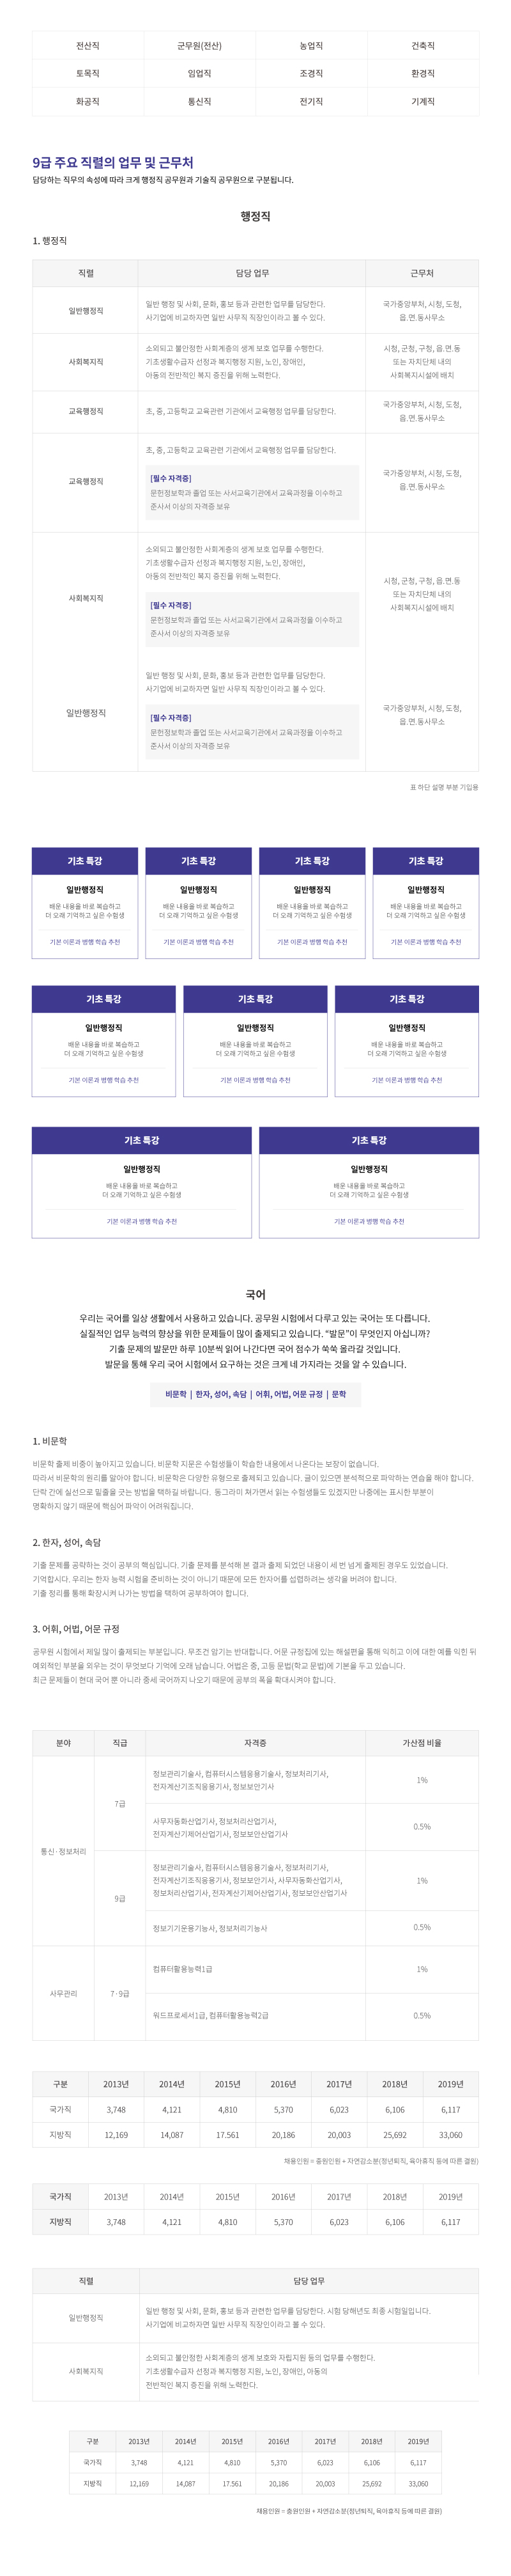 전산직 군무원(전산) 농업직 건축직
토목직 임업직 조경직 환경직
화공직 통신직 전기직 기계직
9급 주요 직렬의 업무 및 근무처
담당하는 직무의 속성에 따라 크게 행정직 공무원과 기술직 공무원으로 구분됩니다.
행정직
1. 행정직
직렬 담당 업무 근무처
일반행정직
일반 행정 및 사회, 문화, 홍보 등과 관련한 업무를 담당한다.
사기업에 비교하자면 일반 사무직 직장인이라고 볼 수 있다.
국가중앙부처, 시청, 도청,
읍.면.동사무소
사회복지직
소외되고 불안정한 사회계층의 생계 보호 업무를 수행한다.
기초생활수급자 선정과 복지행정 지원, 노인, 장애인,
아동의 전반적인 복지 증진을 위해 노력한다.
시청, 군청, 구청, 읍.면.동
또는 자치단체 내의
사회복지시설에 배치
교육행정직
초, 중, 고등학교 교육관련 기관에서 교육행정 업무를 담당한다.
국가중앙부처, 시청, 도청,
읍.면.동사무소
교육행정직
초, 중, 고등학교 교육관련 기관에서 교육행정 업무를 담당한다.
[필수 자격증]
문헌정보학과 졸업 또는 사서교육기관에서 교육과정을 이수하고
준사서 이상의 자격증 보유
국가중앙부처, 시청, 도청,
읍.면.동사무소
사회복지직
소외되고 불안정한 사회계층의 생계 보호 업무를 수행한다.
기초생활수급자 선정과 복지행정 지원, 노인, 장애인,
아동의 전반적인 복지 증진을 위해 노력한다.
[필수 자격증]
문헌정보학과 졸업 또는 사서교육기관에서 교육과정을 이수하고
준사서 이상의 자격증 보유
시청, 군청, 구청, 읍.면.동
또는 자치단체 내의
사회복지시설에 배치
일반행정직
일반 행정 및 사회, 문화, 홍보 등과 관련한 업무를 담당한다.
사기업에 비교하자면 일반 사무직 직장인이라고 볼 수 있다.
[필수 자격증]
문헌정보학과 졸업 또는 사서교육기관에서 교육과정을 이수하고
준사서 이상의 자격증 보유
국가중앙부처, 시청, 도청,
읍.면.동사무소
표 하단 설명 부분 기입용
기초 특강 기초 특강 기초 특강 기초 특강
일반행정직 일반행정직 일반행정직 일반행정직
배운 내용을 바로 복습하고 배운 내용을 바로 복습하고 배운 내용을 바로 복습하고 배운 내용을 바로 복습하고
더 오래 기억하고 싶은 수험생 더 오래 기억하고 싶은 수험생 더 오래 기억하고 싶은 수험생 더 오래 기억하고 싶은 수험생
기본 이론과 병행 학습 추천 기본 이론과 병행 학습 추천 기본 이론과 병행 학습 추천 기본 이론과 병행 학습 추천
기초 특강 기초 특강 기초 특강
일반행정직 일반행정직 일반행정직
배운 내용을 바로 복습하고 배운 내용을 바로 복습하고 배운 내용을 바로 복습하고
더 오래 기억하고 싶은 수험생 더 오래 기억하고 싶은 수험생 더 오래 기억하고 싶은 수험생
기본 이론과 병행 학습 추천 기본 이론과 병행 학습 추천 기본 이론과 병행 학습 추천
기초 특강 기초 특강
일반행정직 일반행정직
배운 내용을 바로 복습하고 배운 내용을 바로 복습하고
더 오래 기억하고 싶은 수험생 더 오래 기억하고 싶은 수험생
기본 이론과 병행 학습 추천 기본 이론과 병행 학습 추천
국어
우리는 국어를 일상 생활에서 사용하고 있습니다. 공무원 시험에서 다루고 있는 국어는 또 다릅니다.
실질적인 업무 능력의 향상을 위한 문제들이 많이 출제되고 있습니다. “발문”이 무엇인지 아십니까?
기출 문제의 발문만 하루 10분씩 읽어 나간다면 국어 점수가 쑥쑥 올라갈 것입니다.
발문을 통해 우리 국어 시험에서 요구하는 것은 크게 네 가지라는 것을 알 수 있습니다.
비문학 | 한자, 성어, 속담 | 어휘, 어법, 어문 규정 | 문학
1. 비문학
비문학 출제 비중이 높아지고 있습니다. 비문학 지문은 수험생들이 학습한 내용에서 나온다는 보장이 없습니다.
따라서 비문학의 원리를 알아야 합니다. 비문학은 다양한 유형으로 출제되고 있습니다. 글이 있으면 분석적으로 파악하는 연습을 해야 합니다.
단락 간에 실선으로 밑줄을 긋는 방법을 택하길 바랍니다. 동그라미 쳐가면서 읽는 수험생들도 있겠지만 나중에는 표시한 부분이
명확하지 않기 때문에 핵심어 파악이 어려워집니다.
2. 한자, 성어, 속담
기출 문제를 공략하는 것이 공부의 핵심입니다. 기출 문제를 분석해 본 결과 출제 되었던 내용이 세 번 넘게 출제된 경우도 있었습니다.
기억합시다. 우리는 한자 능력 시험을 준비하는 것이 아니기 때문에 모든 한자어를 섭렵하려는 생각을 버려야 합니다.
기출 정리를 통해 확장시켜 나가는 방법을 택하여 공부하여야 합니다.
3. 어휘, 어법, 어문 규정
공무원 시험에서 제일 많이 출제되는 부분입니다. 무조건 암기는 반대합니다. 어문 규정집에 있는 해설편을 통해 익히고 이에 대한 예를 익힌 뒤
예외적인 부분을 외우는 것이 무엇보다 기억에 오래 남습니다. 어법은 중, 고등 문법(학교 문법)에 기본을 두고 있습니다.
최근 문제들이 현대 국어 뿐 아니라 중세 국어까지 나오기 때문에 공부의 폭을 확대시켜야 합니다.
분야 직급 자격증 가산점 비율
통신·정보처리
7급
정보관리기술사, 컴퓨터시스템응용기술사, 정보처리기사,
전자계산기조직응용기사, 정보보안기사
1%
사무자동화산업기사, 정보처리산업기사,
전자계산기제어산업기사, 정보보안산업기사
0.5%
9급
정보관리기술사, 컴퓨터시스템응용기술사, 정보처리기사,
전자계산기조직응용기사, 정보보안기사, 사무자동화산업기사,
정보처리산업기사, 전자계산기제어산업기사, 정보보안산업기사
1%
정보기기운용기능사, 정보처리기능사
0.5%
사무관리
7·9급
컴퓨터활용능력1급
1%
워드프로세서1급, 컴퓨터활용능력2급
0.5%
구분 2013년 2014년 2015년 2016년 2017년 2018년 2019년
국가직 3,748 4,121 4,810 5,370 6,023 6,106 6,117
지방직 12,169 14,087 17.561 20,186 20,003 25,692 33,060
채용인원 = 충원인원 + 자연감소분(정년퇴직, 육아휴직 등에 따른 결원)
국가직 2013년 2014년 2015년 2016년 2017년 2018년 2019년
지방직 3,748 4,121 4,810 5,370 6,023 6,106 6,117
직렬 담당 업무
일반행정직
일반 행정 및 사회, 문화, 홍보 등과 관련한 업무를 담당한다. 시험 당해년도 최종 시험일입니다.
사기업에 비교하자면 일반 사무직 직장인이라고 볼 수 있다.
사회복지직
소외되고 불안정한 사회계층의 생계 보호와 자립지원 등의 업무를 수행한다.
기초생활수급자 선정과 복지행정 지원, 노인, 장애인, 아동의
전반적인 복지 증진을 위해 노력한다.
구분 2013년 2014년 2015년 2016년 2017년 2018년 2019년
국가직 3,748 4,121 4,810 5,370 6,023 6,106 6,117
지방직 12,169 14,087 17.561 20,186 20,003 25,692 33,060
채용인원 = 충원인원 + 자연감소분(정년퇴직, 육아휴직 등에 따른 결원)